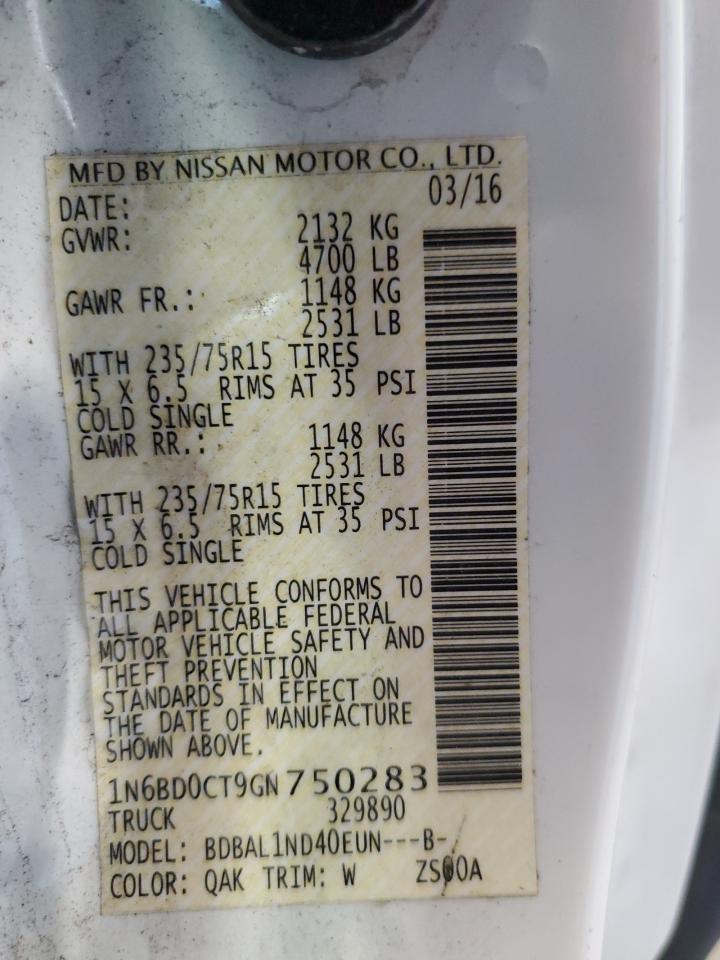 MFD BY NISSAN MOTOR CO., LTD.
DATE: 03/16
GVWR: 2132 KG
4700 LB
GAWR FR.: 1148 KG
2531 LB
WITH 235/75R15 TIRES
15 X 6.5 RIMS AT 35 PSI
COLD SINGLE
GAWR RR.: 1148 KG
2531 LB
WITH 235/75R15 TIRES
15 X 6.5 RIMS AT 35 PSI
COLD SINGLE
THIS VEHICLE CONFORMS TO
ALL APPLICABLE FEDERAL
MOTOR VEHICLE SAFETY AND
THEFT PREVENTION
STANDARDS IN EFFECT ON
THE DATE OF MANUFACTURE
SHOWN ABOVE.
1N6BD0CT9GN750283
TRUCK 329890
MODEL: BDBAL1ND40EUN---B-
COLOR: QAK TRIM: W ZS00A